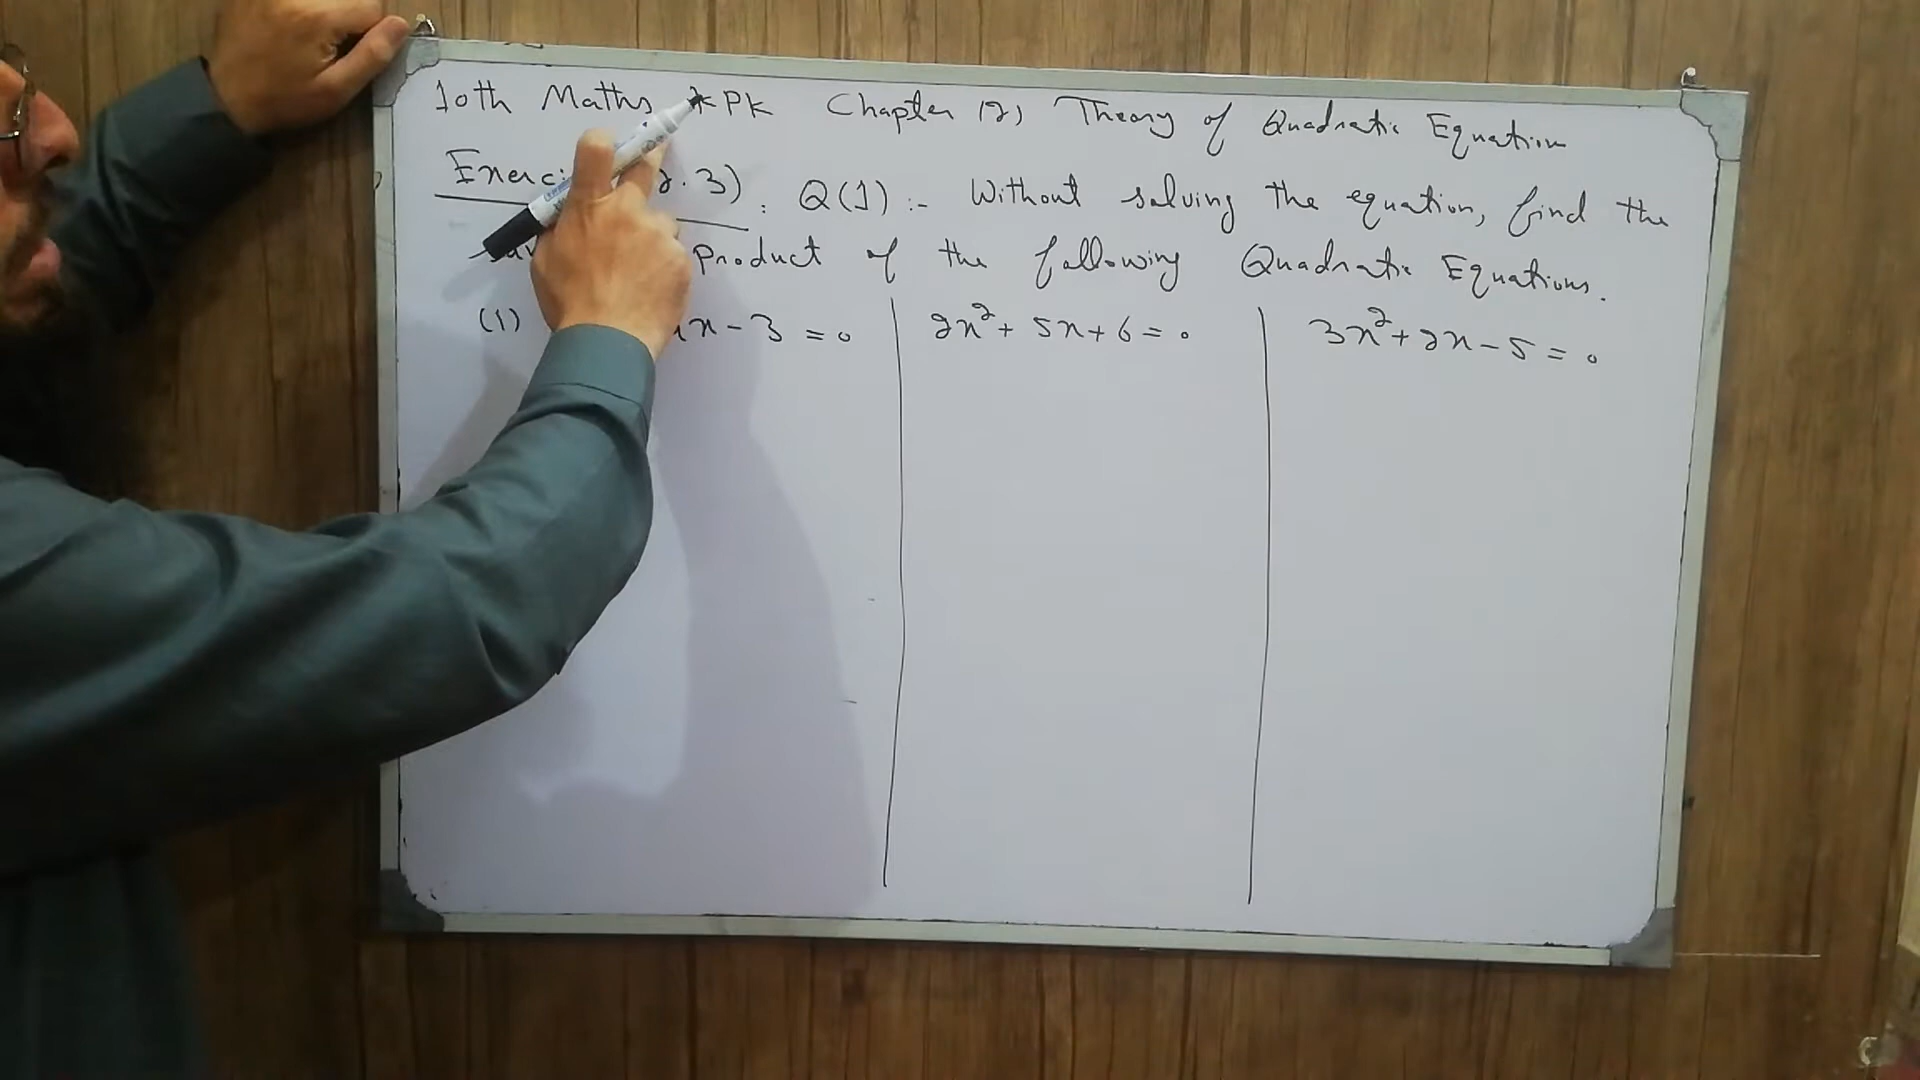 10th Maths KPK Chapter (2) Theory of Quadratic Equation
2.3) : Q(1) :- Without solving the equation, find the
product of the following Quadratic Equations.
(1) x - 3 = 0 2x² + 5x + 6 = 0 3x² + 2x - 5 = 0